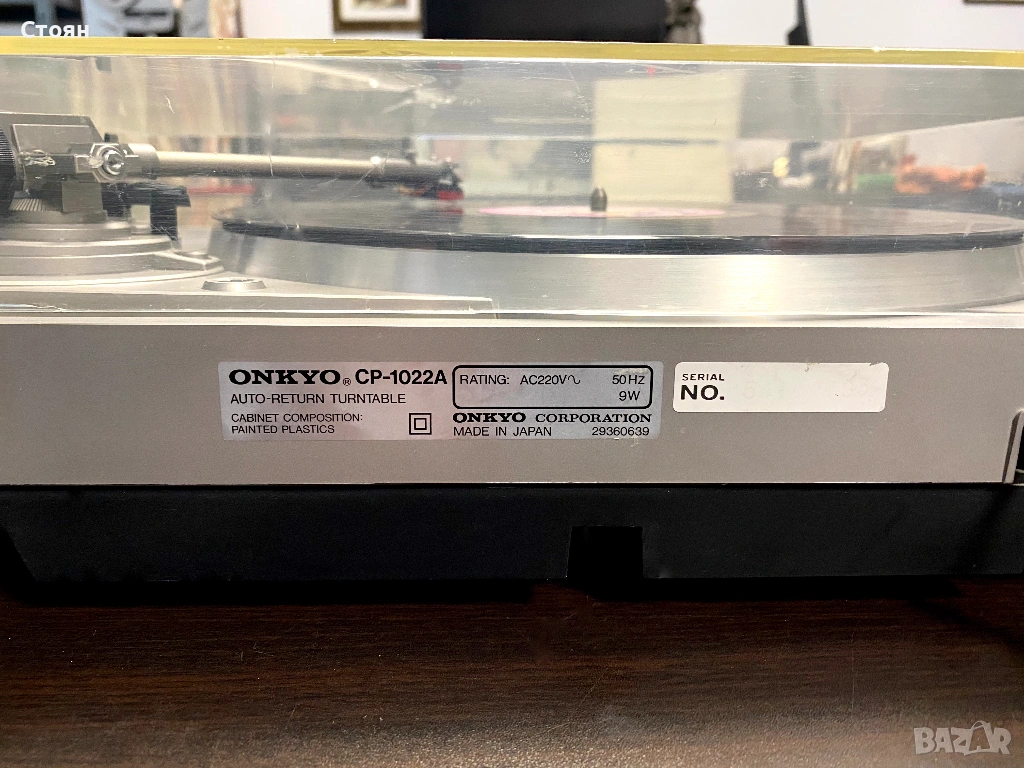 Стоян
ONKYO® CP-1022A
AUTO-RETURN TURNTABLE
CABINET COMPOSITION:
PAINTED PLASTICS
RATING: AC220V∿ 50Hz
9W
ONKYO CORPORATION
MADE IN JAPAN 29360639
SERIAL
NO.
BAZAR